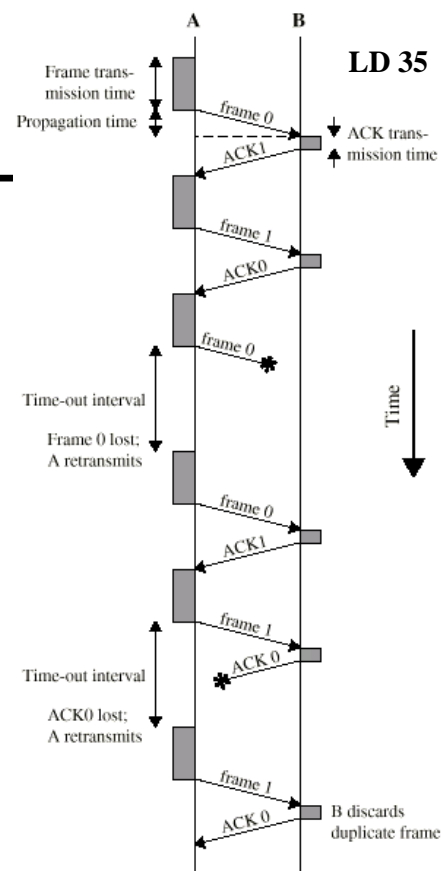 A
B
LD 35
Frame trans-
mission time
Propagation time
frame 0
ACK trans-
mission time
ACK1
frame 1
ACK0
frame 0
Time-out interval
Frame 0 lost;
A retransmits
Time
frame 0
ACK1
frame 1
ACK 0
Time-out interval
ACK0 lost;
A retransmits
frame 1
ACK 0
B discards
duplicate frame